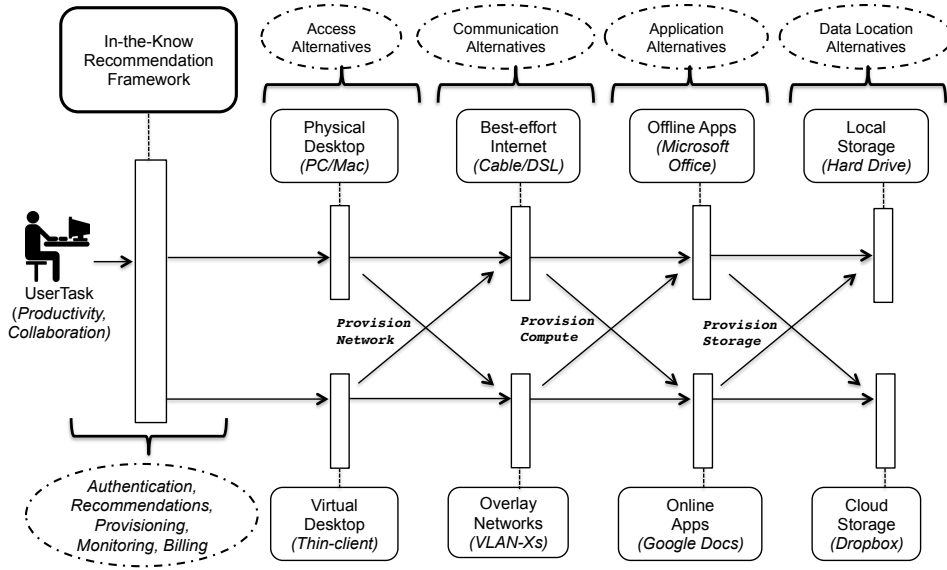 In-the-Know
Recommendation
Framework
Access
Alternatives
Communication
Alternatives
Application
Alternatives
Data Location
Alternatives
Physical
Desktop
(PC/Mac)
Best-effort
Internet
(Cable/DSL)
Offline Apps
(Microsoft
Office)
Local
Storage
(Hard Drive)
UserTask
(Productivity,
Collaboration)
Provision
Network
Provision
Compute
Provision
Storage
Authentication,
Recommendations,
Provisioning,
Monitoring, Billing
Virtual
Desktop
(Thin-client)
Overlay
Networks
(VLAN-Xs)
Online
Apps
(Google Docs)
Cloud
Storage
(Dropbox)